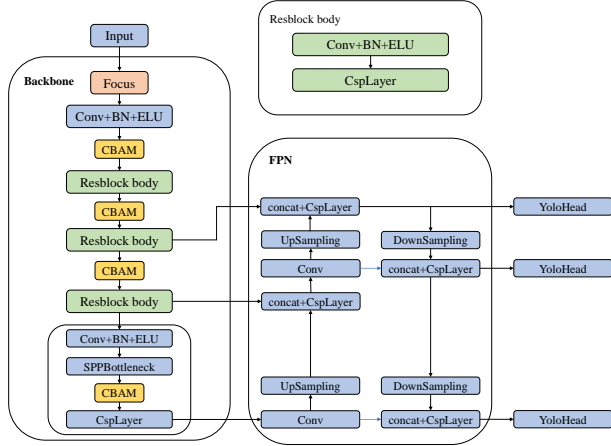 Input
Resblock body
Conv+BN+ELU
CspLayer
Backbone
Focus
Conv+BN+ELU
CBAM
Resblock body
CBAM
Resblock body
CBAM
Resblock body
Conv+BN+ELU
SPPBottleneck
CBAM
CspLayer
FPN
concat+CspLayer
UpSampling
Conv
concat+CspLayer
UpSampling
Conv
DownSampling
concat+CspLayer
DownSampling
concat+CspLayer
YoloHead
YoloHead
YoloHead